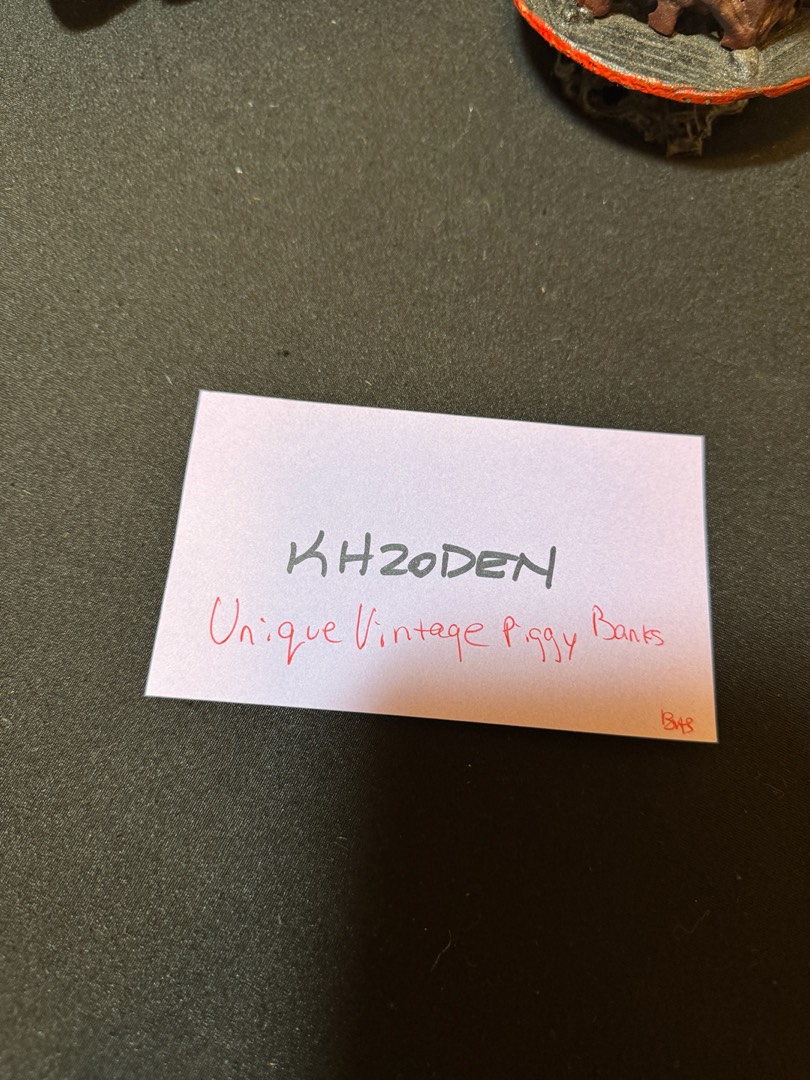 KH20DEN
Unique Vintage Piggy Banks